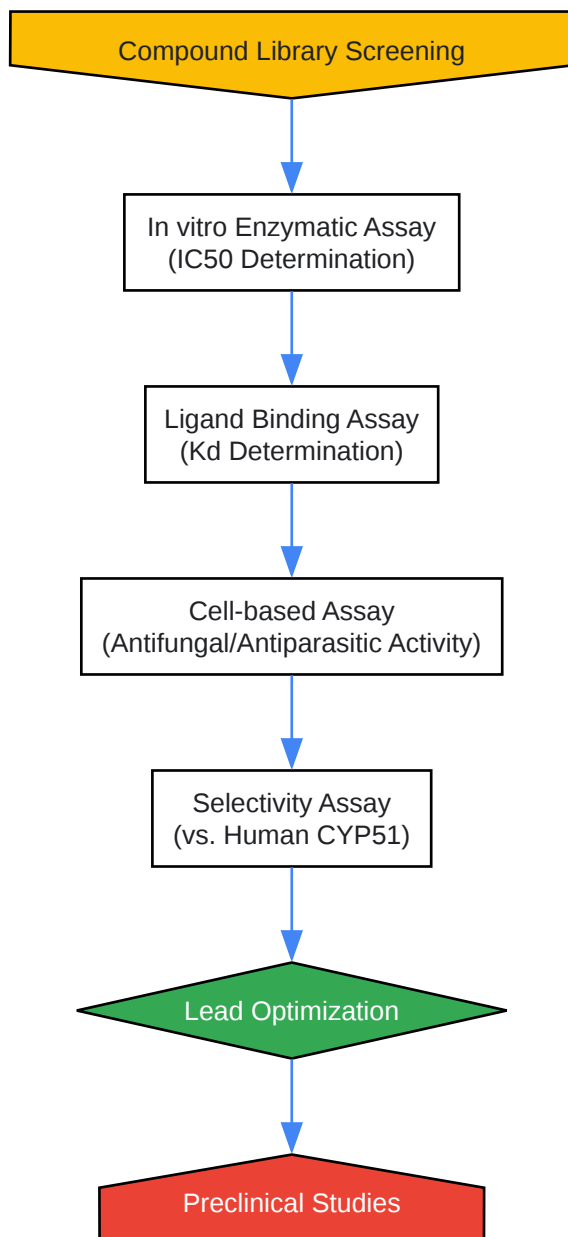 Compound Library Screening
In vitro Enzymatic Assay
(IC50 Determination)
Ligand Binding Assay
(Kd Determination)
Cell-based Assay
(Antifungal/Antiparasitic Activity)
Selectivity Assay
(vs. Human CYP51)
Lead Optimization
Preclinical Studies